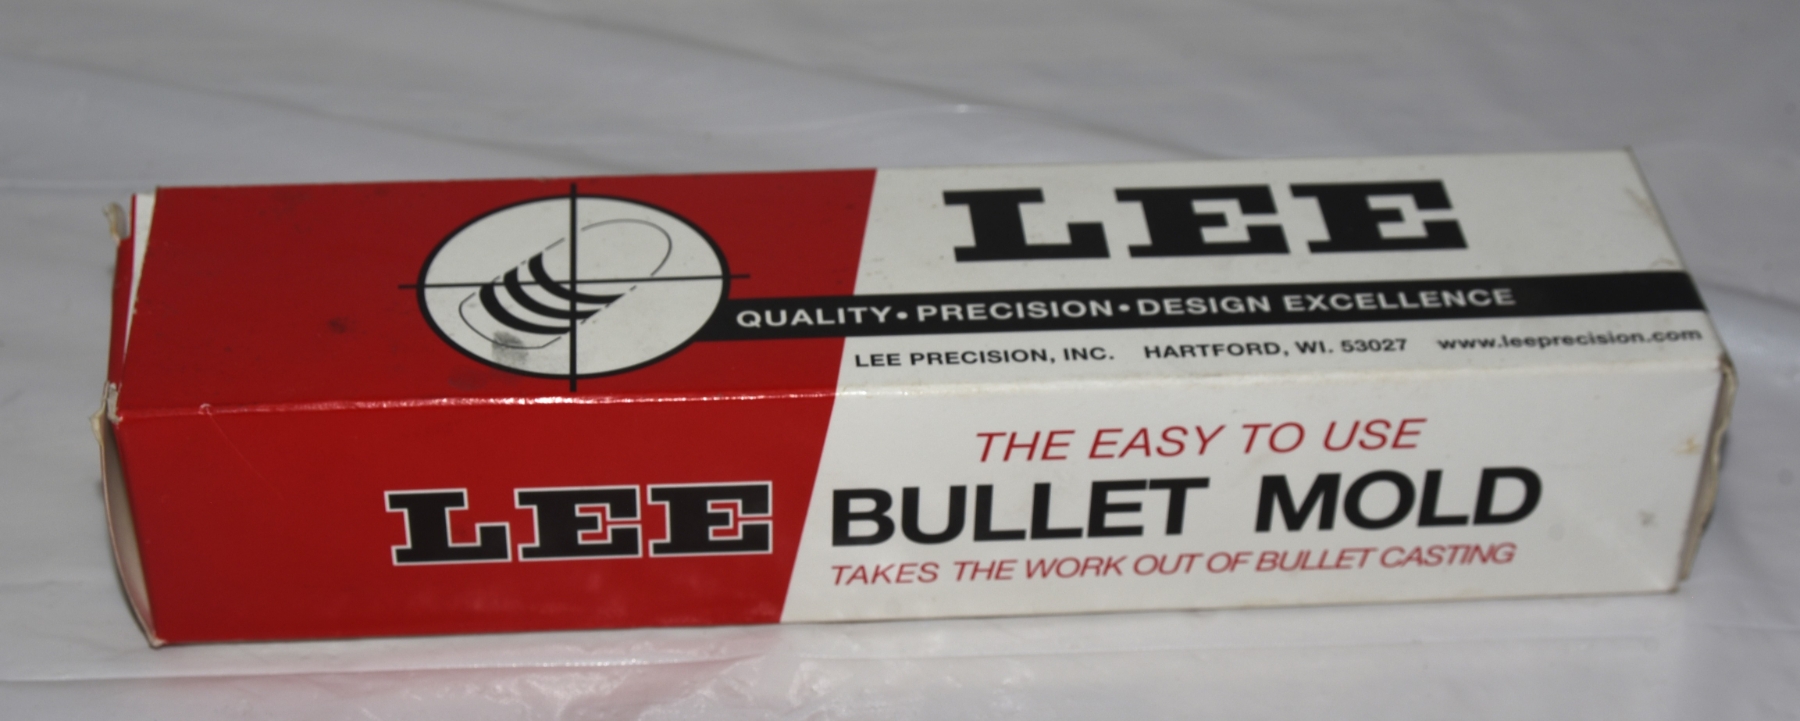 LEE
QUALITY•PRECISION•DESIGN EXCELLENCE
LEE PRECISION, INC. HARTFORD, WI. 53027 www.leeprecision.com
THE EASY TO USE
LEE BULLET MOLD
TAKES THE WORK OUT OF BULLET CASTING